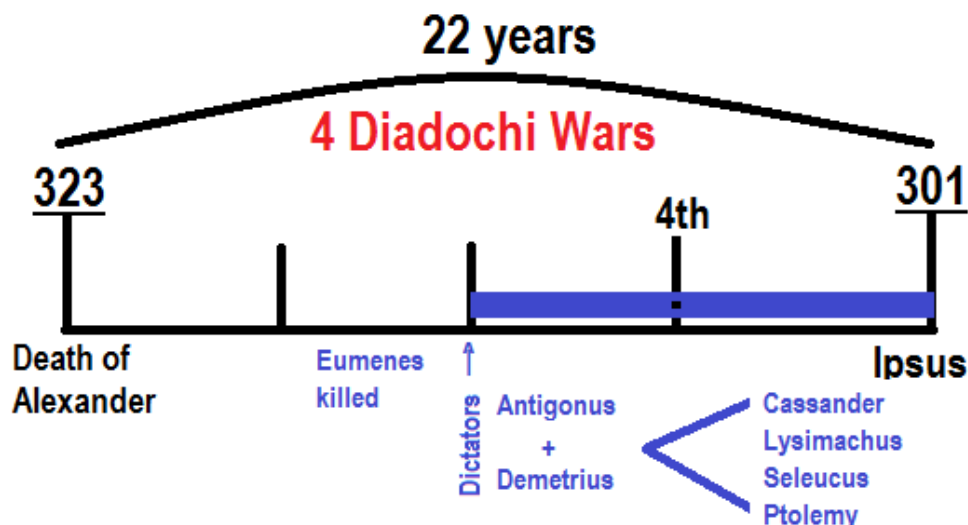 22 years
4 Diadochi Wars
323
301
4th
Death of
Alexander
Eumenes
killed
Dictators
Antigonus
+
Demetrius
Ipsus
Cassander
Lysimachus
Seleucus
Ptolemy